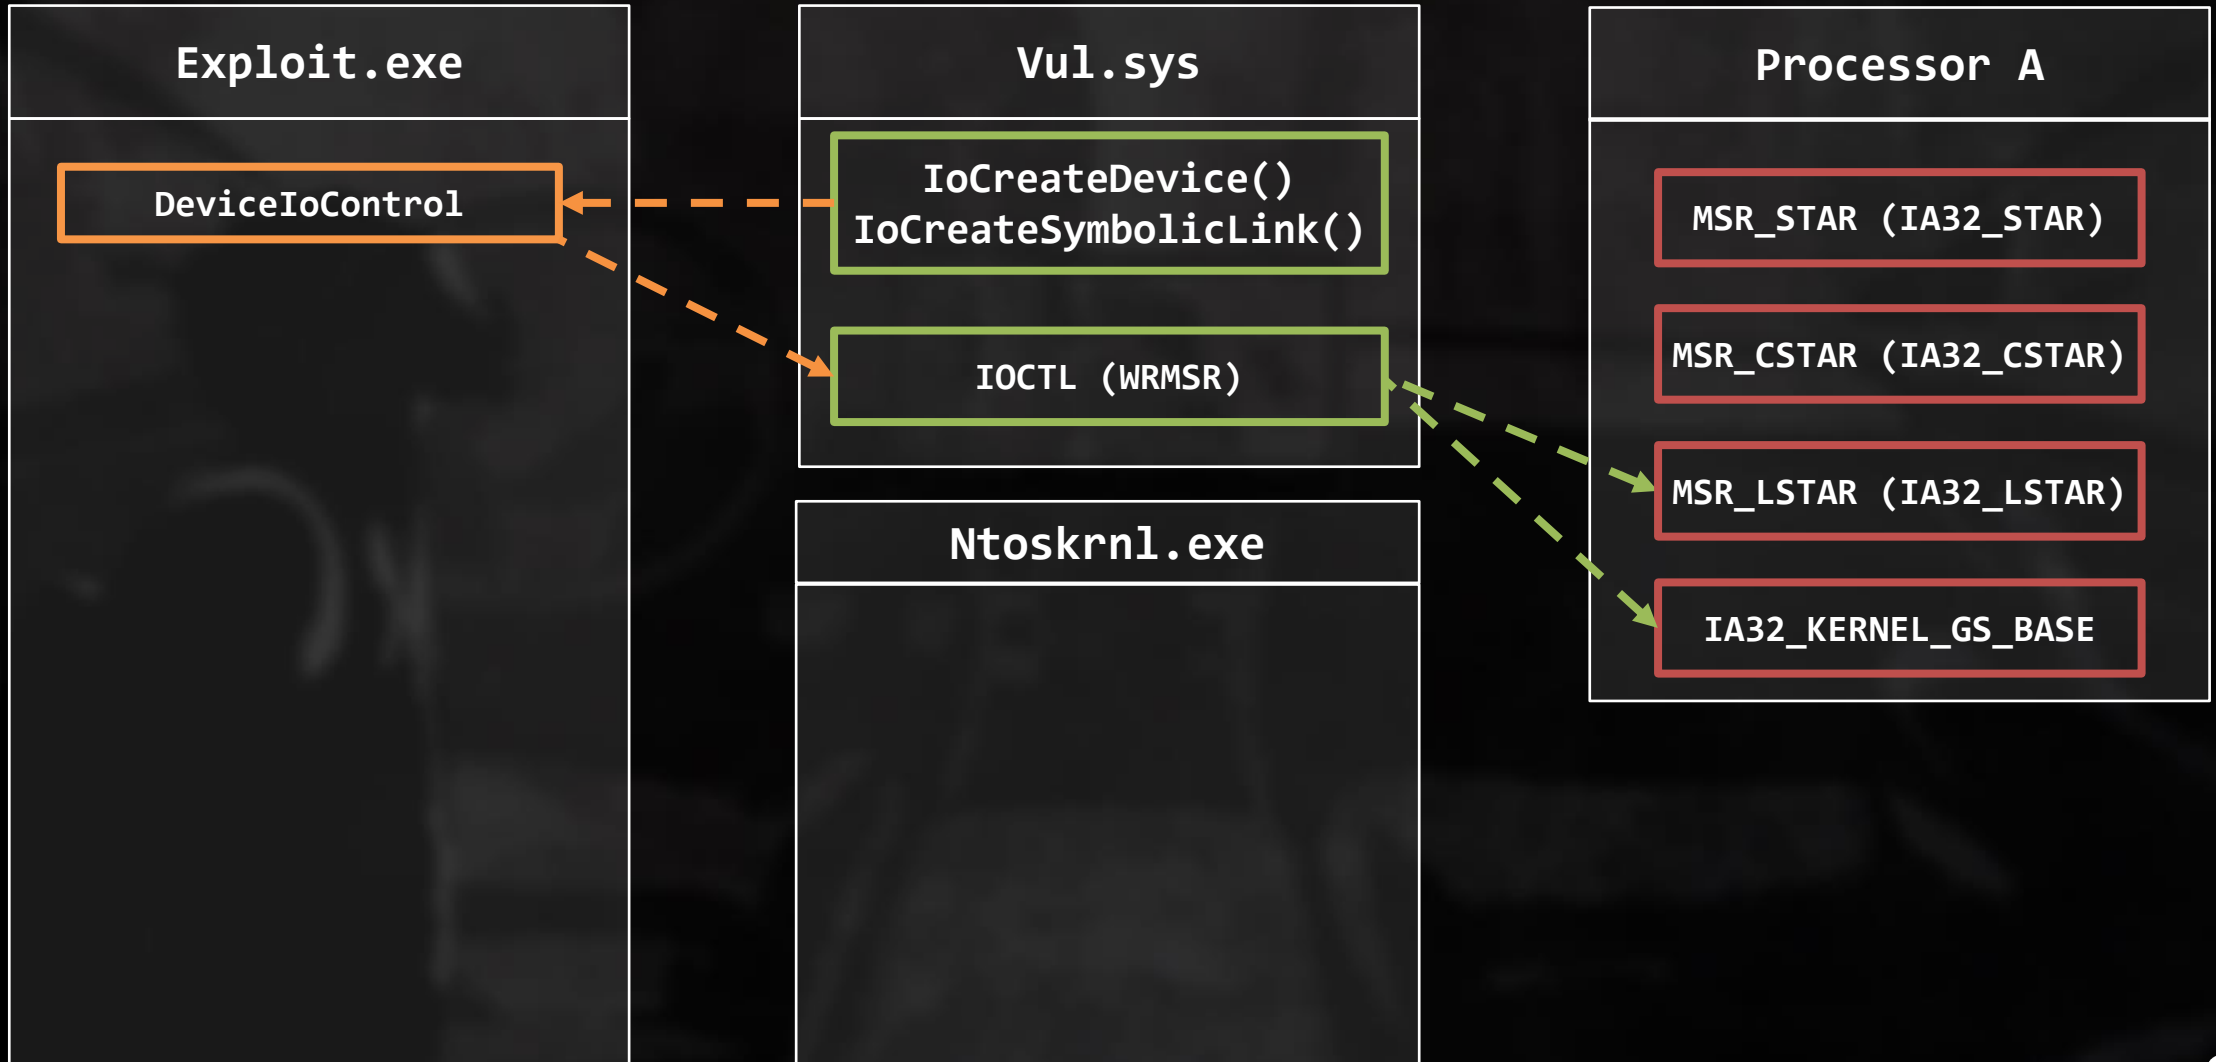 Exploit.exe
DeviceIoControl
Vul.sys
IoCreateDevice()
IoCreateSymbolicLink()
IOCTL (WRMSR)
Ntoskrnl.exe
Processor A
MSR_STAR (IA32_STAR)
MSR_CSTAR (IA32_CSTAR)
MSR_LSTAR (IA32_LSTAR)
IA32_KERNEL_GS_BASE